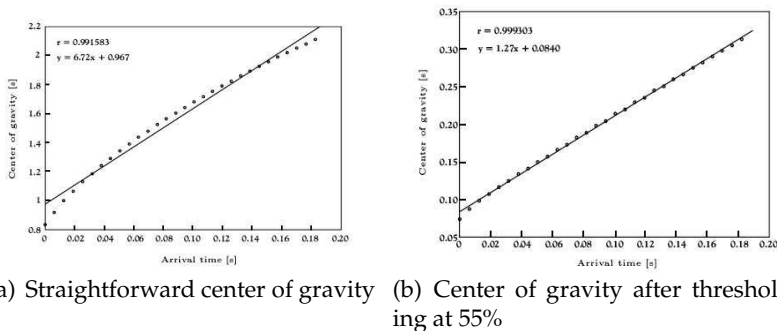 2.2
2.0
1.8
1.6
1.4
1.2
1
0.8
Center of gravity [s]
r = 0.991583
y = 6.72x + 0.967
0 0.02 0.04 0.06 0.08 0.10 0.12 0.14 0.16 0.18 0.20
Arrival time [s]
) Straightforward center of gravity
0.35
0.30
0.25
0.20
0.15
0.10
0.05
Center of gravity [s]
r = 0.999303
y = 1.27x + 0.0840
0 0.02 0.04 0.06 0.08 0.10 0.12 0.14 0.16 0.18 0.20
Arrival time [s]
(b) Center of gravity after threshol
ing at 55%